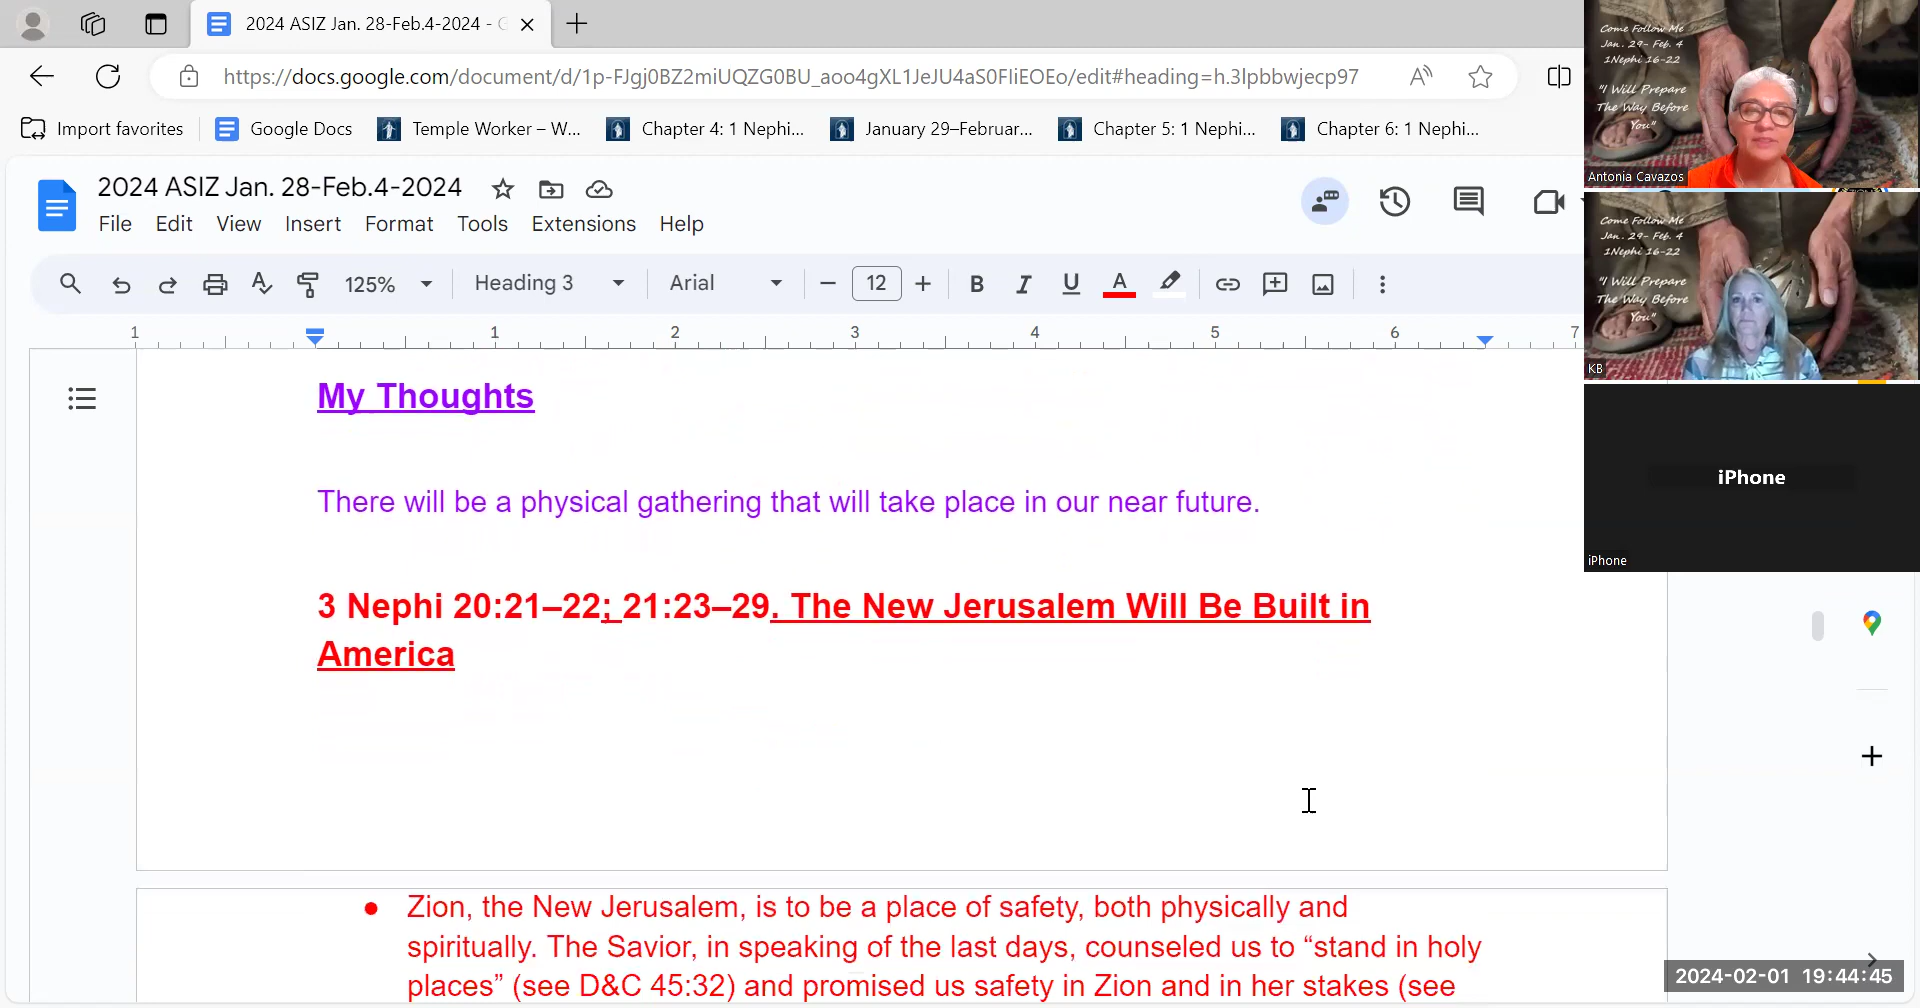 2024 ASIZ Jan. 28-Feb.4-2024 - G
https://docs.google.com/document/d/1p-FJgj0BZ2miUQZG0BU_aoo4gXL1JeJU4aS0FIiEOEo/edit#heading=h.3lpbbwjecp97
Import favorites
Google Docs
Temple Worker – W...
Chapter 4: 1 Nephi...
January 29–Februar...
Chapter 5: 1 Nephi...
Chapter 6: 1 Nephi...
2024 ASIZ Jan. 28-Feb.4-2024
File Edit View Insert Format Tools Extensions Help
125% Heading 3 Arial 12 B I U A
1 1 2 3 4 5 6 7
My Thoughts
There will be a physical gathering that will take place in our near future.
3 Nephi 20:21–22; 21:23–29. The New Jerusalem Will Be Built in
America
● Zion, the New Jerusalem, is to be a place of safety, both physically and
spiritually. The Savior, in speaking of the last days, counseled us to “stand in holy
places” (see D&C 45:32) and promised us safety in Zion and in her stakes (see
Come Follow Me
Jan. 29- Feb. 4
1Nephi 16-22
"I Will Prepare
The Way Before
You"
Antonia Cavazos
Come Follow Me
Jan. 29- Feb. 4
1Nephi 16-22
"I Will Prepare
The Way Before
You"
KB
iPhone
iPhone
2024-02-01 19:44:45